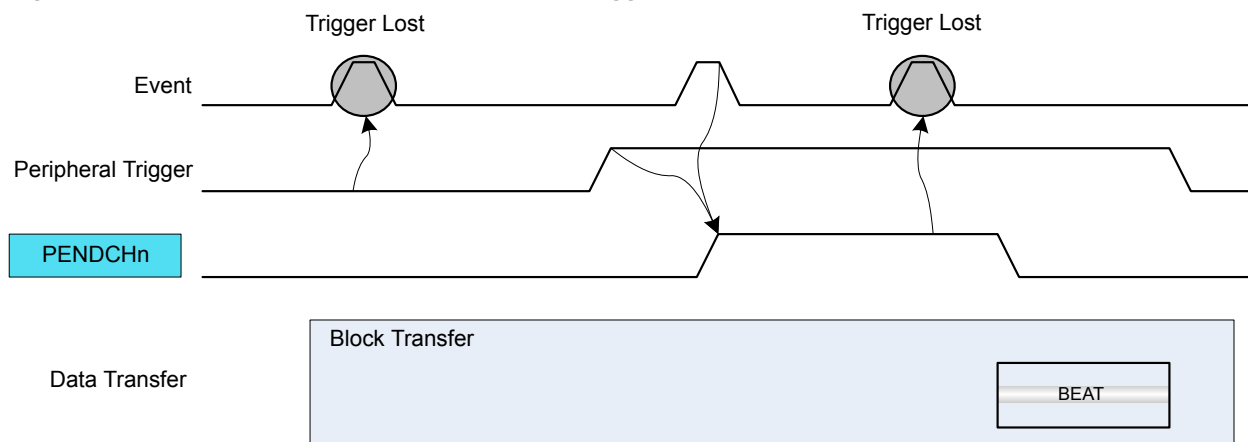 Trigger Lost
Trigger Lost
Event
Peripheral Trigger
PENDCHn
Block Transfer
Data Transfer
BEAT